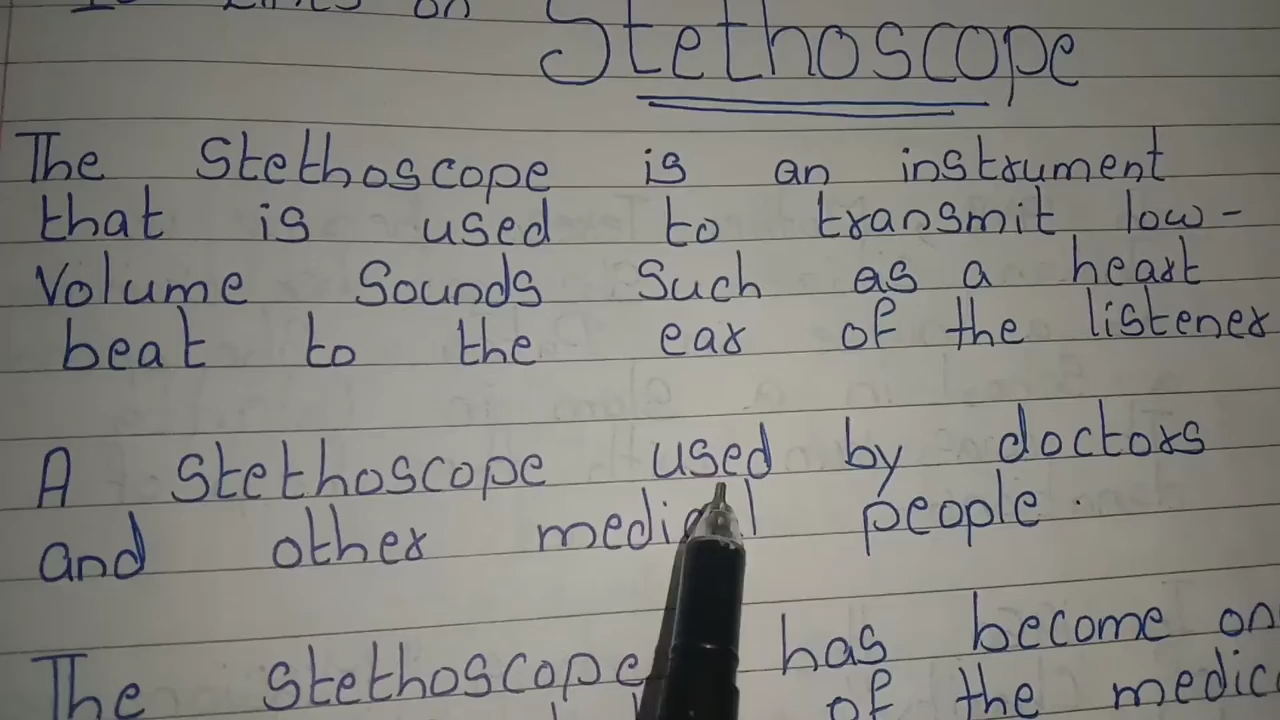 Lines on
Stethoscope
The Stethoscope is an instrument
that is used to transmit low-
Volume Sounds Such as a heart
beat to the ear of the listener
A stethoscope used by doctors
and other medical people.
The stethoscope has become
of the